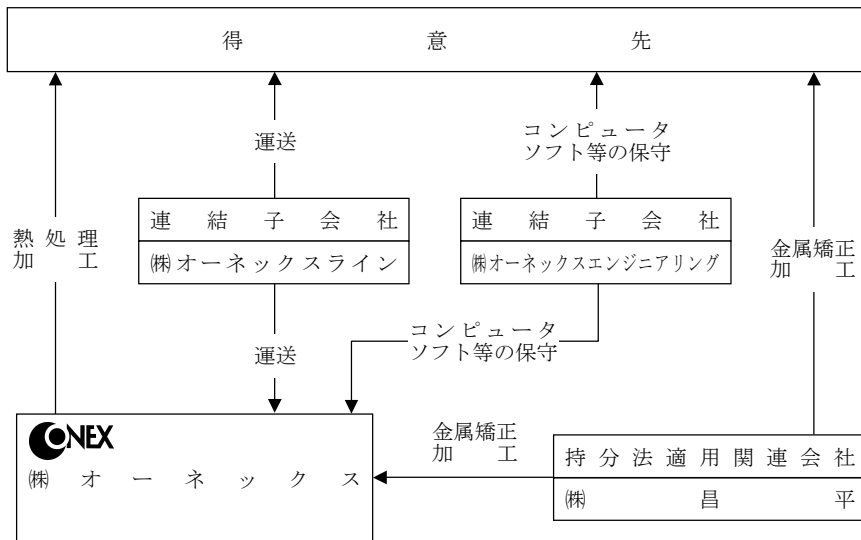 得意先
運送
コンピュータ
ソフト等の保守
連結子会社
㈱オーネックスライン
連結子会社
㈱オーネックスエンジニアリング
熱処理
加工
金属矯正
加工
運送
コンピュータ
ソフト等の保守
ONEX
㈱オーネックス
金属矯正
加工
持分法適用関連会社
㈱昌平